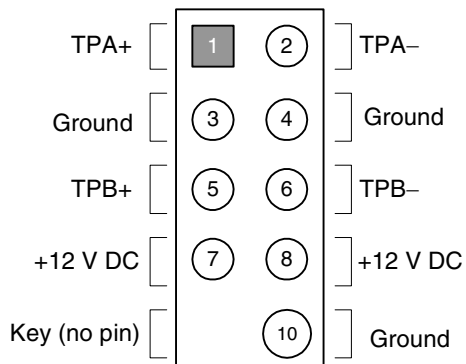 TPA+ 1 2 TPA−
Ground 3 4 Ground
TPB+ 5 6 TPB−
+12 V DC 7 8 +12 V DC
Key (no pin) 10 Ground